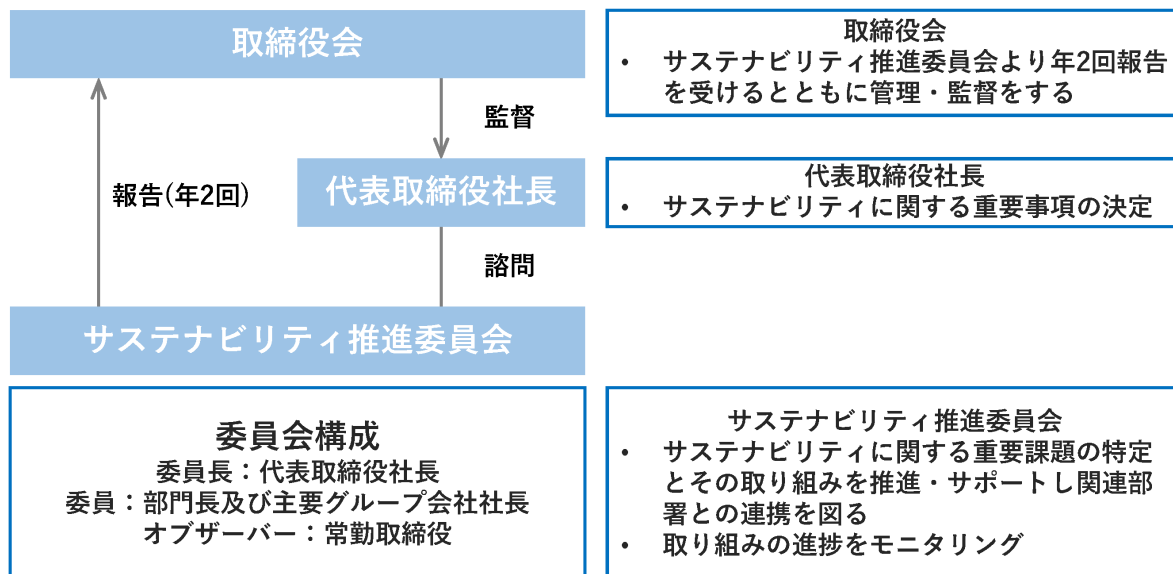 取締役会
監督
報告(年2回)
代表取締役社長
諮問
サステナビリティ推進委員会
委員会構成
委員長：代表取締役社長
委員：部門長及び主要グループ会社社長
オブザーバー：常勤取締役
取締役会
• サステナビリティ推進委員会より年2回報告
を受けるとともに管理・監督をする
代表取締役社長
• サステナビリティに関する重要事項の決定
サステナビリティ推進委員会
• サステナビリティに関する重要課題の特定
とその取り組みを推進・サポートし関連部
署との連携を図る
• 取り組みの進捗をモニタリング